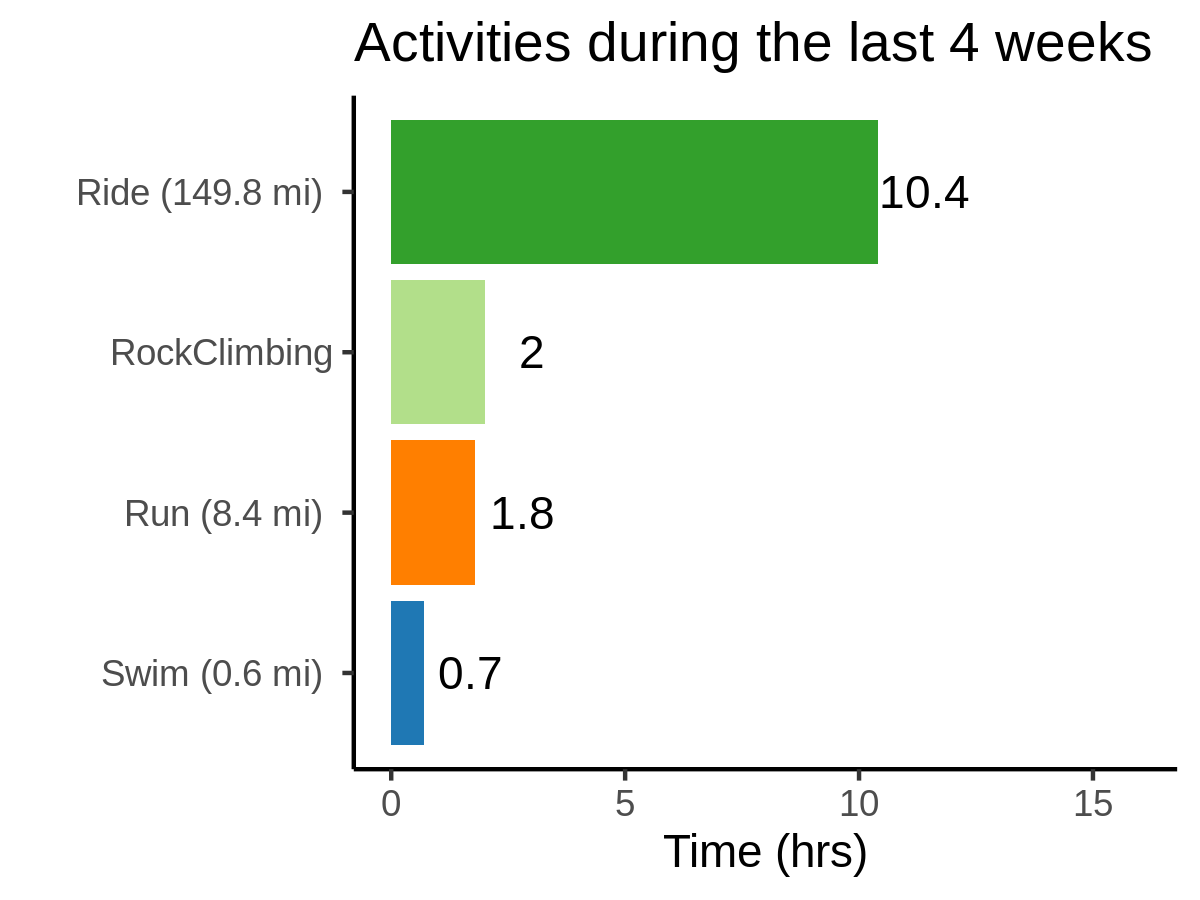 Activities during the last 4 weeks
Ride (149.8 mi)
10.4
RockClimbing
2
Run (8.4 mi)
1.8
Swim (0.6 mi)
0.7
0 5 10 15
Time (hrs)